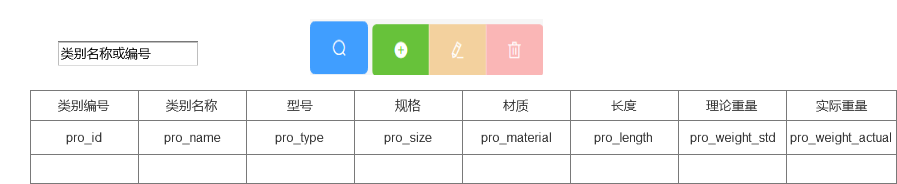 类别名称或编号
类别编号 类别名称 型号 规格 材质 长度 理论重量 实际重量
pro_id pro_name pro_type pro_size pro_material pro_length pro_weight_std pro_weight_actual